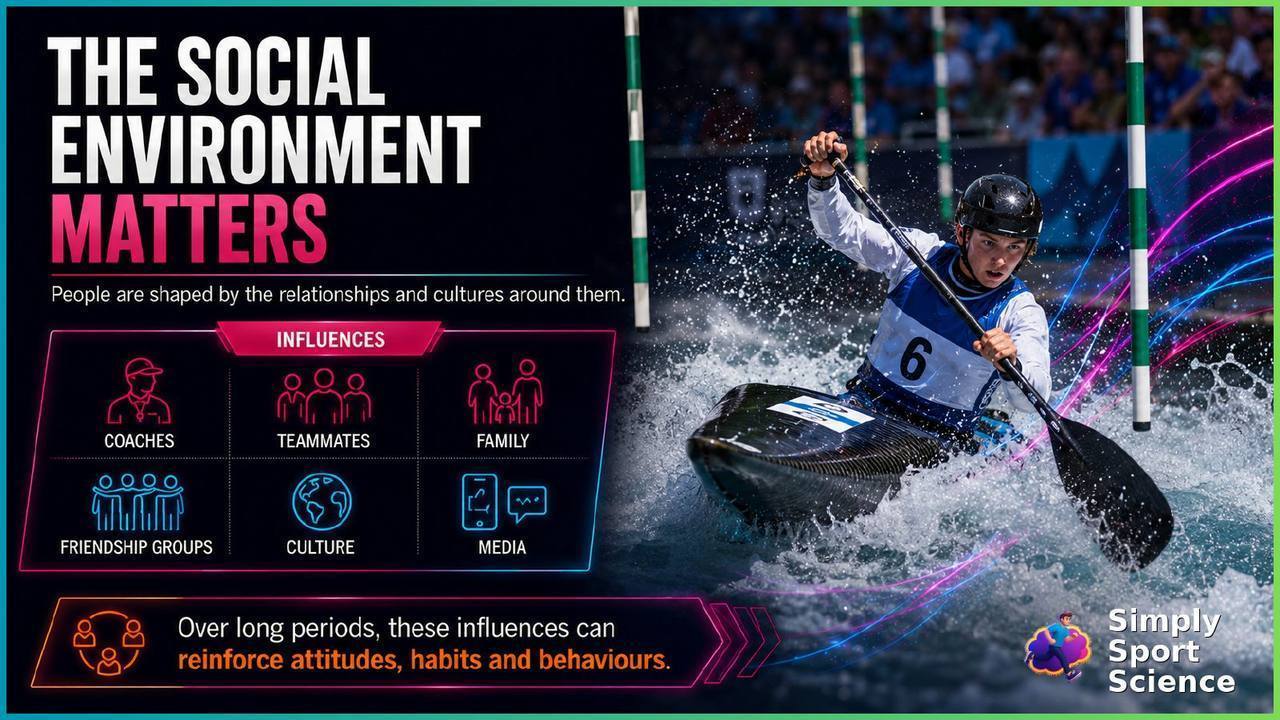 THE SOCIAL
ENVIRONMENT
MATTERS
People are shaped by the relationships and cultures around them.
INFLUENCES
COACHES
TEAMMATES
FAMILY
FRIENDSHIP GROUPS
CULTURE
MEDIA
Over long periods, these influences can
reinforce attitudes, habits and behaviours.
6
Simply
Sport
Science